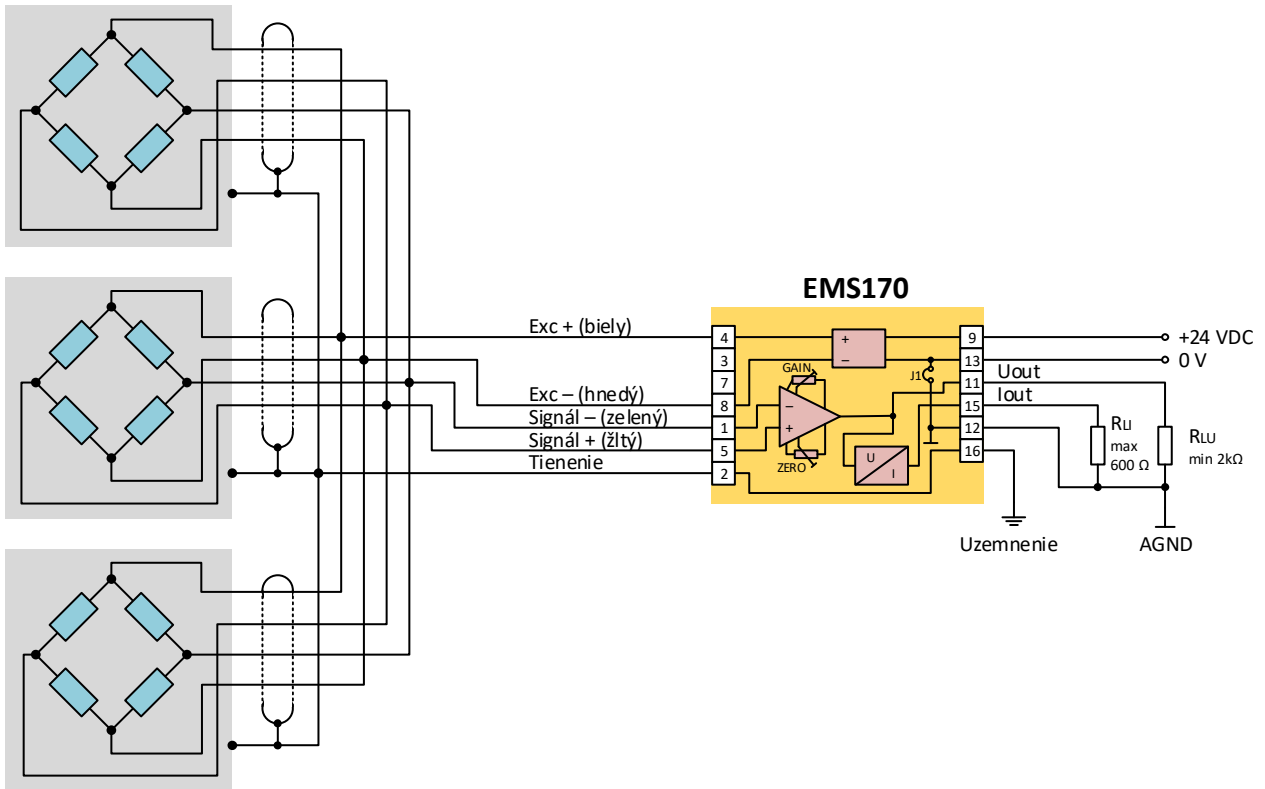 EMS170
Exc + (biely)
Exc – (hnedý)
Signál – (zelený)
Signál + (žltý)
Tienenie
4
3
7
8
1
5
2
+
–
GAIN
–
+
ZERO
U
I
J1
9
13
11
15
12
16
+24 VDC
0 V
Uout
Iout
RLI
max
600 Ω
RLU
min 2kΩ
Uzemnenie
AGND